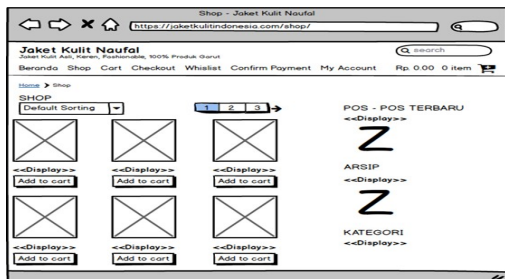 Shop - Jaket Kulit Naufal
https://jaketkulitindonesia.com/shop/
Jaket Kulit Naufal
Jaket Kulit Asli, Keren, Fashionable, 100% Produk Garut
search
Beranda Shop Cart Checkout Whislist Confirm Payment My Account Rp. 0.00 0 item
Home > Shop
SHOP
Default Sorting
1 2 3
POS - POS TERBARU
<<Display>>
Z
<<Display>> <<Display>> <<Display>>
Add to cart Add to cart Add to cart
ARSIP
<<Display>>
Z
KATEGORI
<<Display>>
<<Display>> <<Display>> <<Display>>
Add to cart Add to cart Add to cart